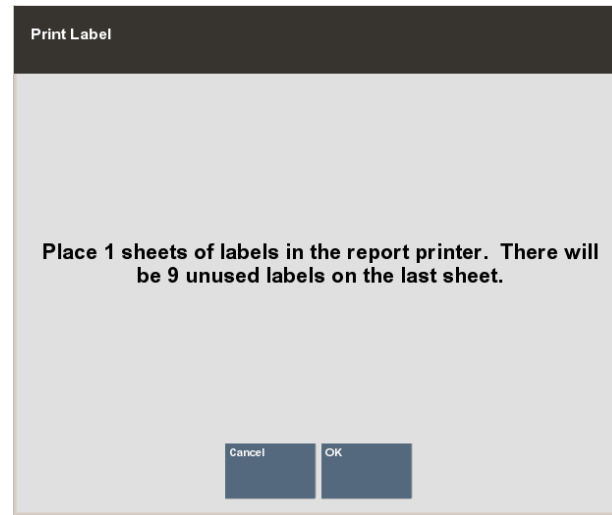 Print Label
Place 1 sheets of labels in the report printer.  There will
be 9 unused labels on the last sheet.
Cancel
OK